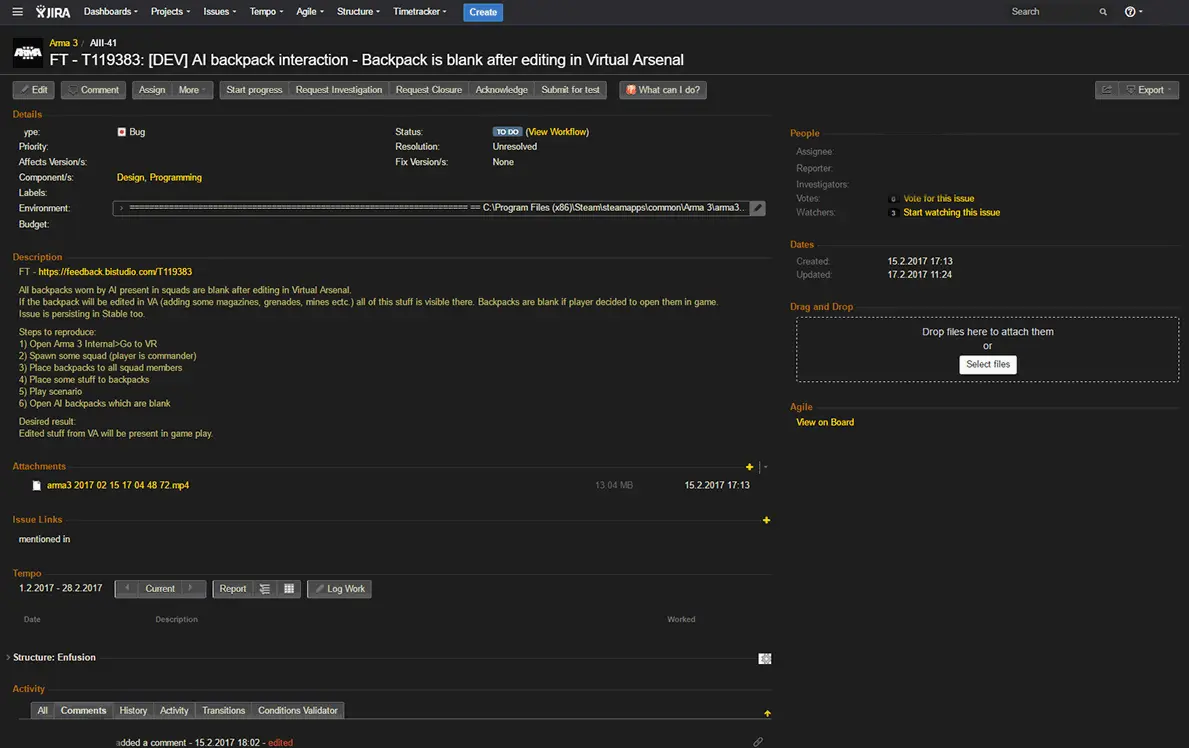 JIRA Dashboards Projects Issues Tempo Agile Structure Timetracker Create Search
ARMA
Arma 3 / AIII-41
FT - T119383: [DEV] AI backpack interaction - Backpack is blank after editing in Virtual Arsenal
Edit Comment Assign More Start progress Request Investigation Request Closure Acknowledge Submit for test What can I do? Export
Details
ype: Bug
Status: TO DO (View Workflow)
Priority:
Resolution: Unresolved
Affects Version/s:
Fix Version/s: None
Component/s: Design, Programming
Labels:
Environment: C:\Program Files (x86)\Steam\steamapps\common\Arma 3\arma3..
Budget:
People
Assignee:
Reporter:
Investigators:
Votes: 0 Vote for this issue
Watchers: 3 Start watching this issue
Dates
Created: 15.2.2017 17:13
Updated: 17.2.2017 11:24
Drag and Drop
Drop files here to attach them
or
Select files
Agile
View on Board
Description
FT - https://feedback.bistudio.com/T119383
All backpacks worn by AI present in squads are blank after editing in Virtual Arsenal.
If the backpack will be edited in VA (adding some magazines, grenades, mines ectc.) all of this stuff is visible there. Backpacks are blank if player decided to open them in game.
Issue is persisting in Stable too.
Steps to reproduce:
1) Open Arma 3 Internal>Go to VR
2) Spawn some squad (player is commander)
3) Place backpacks to all squad members
4) Place some stuff to backpacks
5) Play scenario
6) Open AI backpacks which are blank
Desired result:
Edited stuff from VA will be present in game play.
Attachments
arma3 2017 02 15 17 04 48 72.mp4 13.04 MB 15.2.2017 17:13
Issue Links
mentioned in
Tempo
1.2.2017 - 28.2.2017 Current Report Log Work
Date Description Worked
Structure: Enfusion
Activity
All Comments History Activity Transitions Conditions Validator
added a comment - 15.2.2017 18:02 - edited